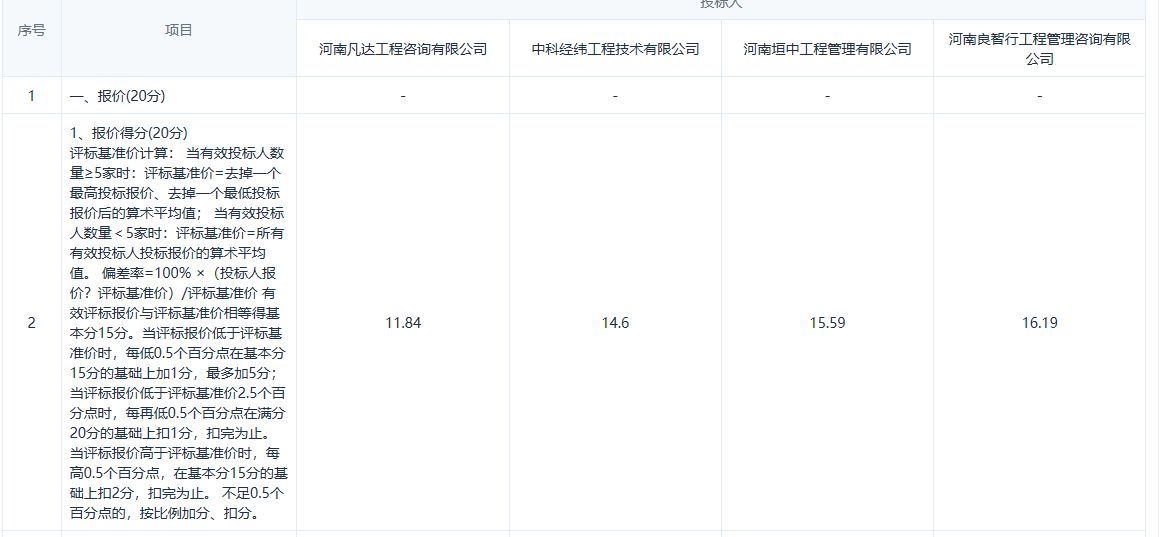 投标人
序号
项目
河南凡达工程咨询有限公司
中科经纬工程技术有限公司
河南垣中工程管理有限公司
河南良智行工程管理咨询有限
公司
1
一、报价(20分)
-
-
-
-
2
1、报价得分(20分)
评标基准价计算： 当有效投标人数
量≥5家时：评标基准价=去掉一个
最高投标报价、去掉一个最低投标
报价后的算术平均值； 当有效投标
人数量＜5家时：评标基准价=所有
有效投标人投标报价的算术平均
值。 偏差率=100% ×（投标人报
价？评标基准价）/评标基准价 有
效评标报价与评标基准价相等得基
本分15分。当评标报价低于评标基
准价时，每低0.5个百分点在基本分
15分的基础上加1分，最多加5分；
当评标报价低于评标基准价2.5个百
分点时，每再低0.5个百分点在满分
20分的基础上扣1分，扣完为止。
当评标报价高于评标基准价时，每
高0.5个百分点，在基本分15分的基
础上扣2分，扣完为止。 不足0.5个
百分点的，按比例加分、扣分。
11.84
14.6
15.59
16.19